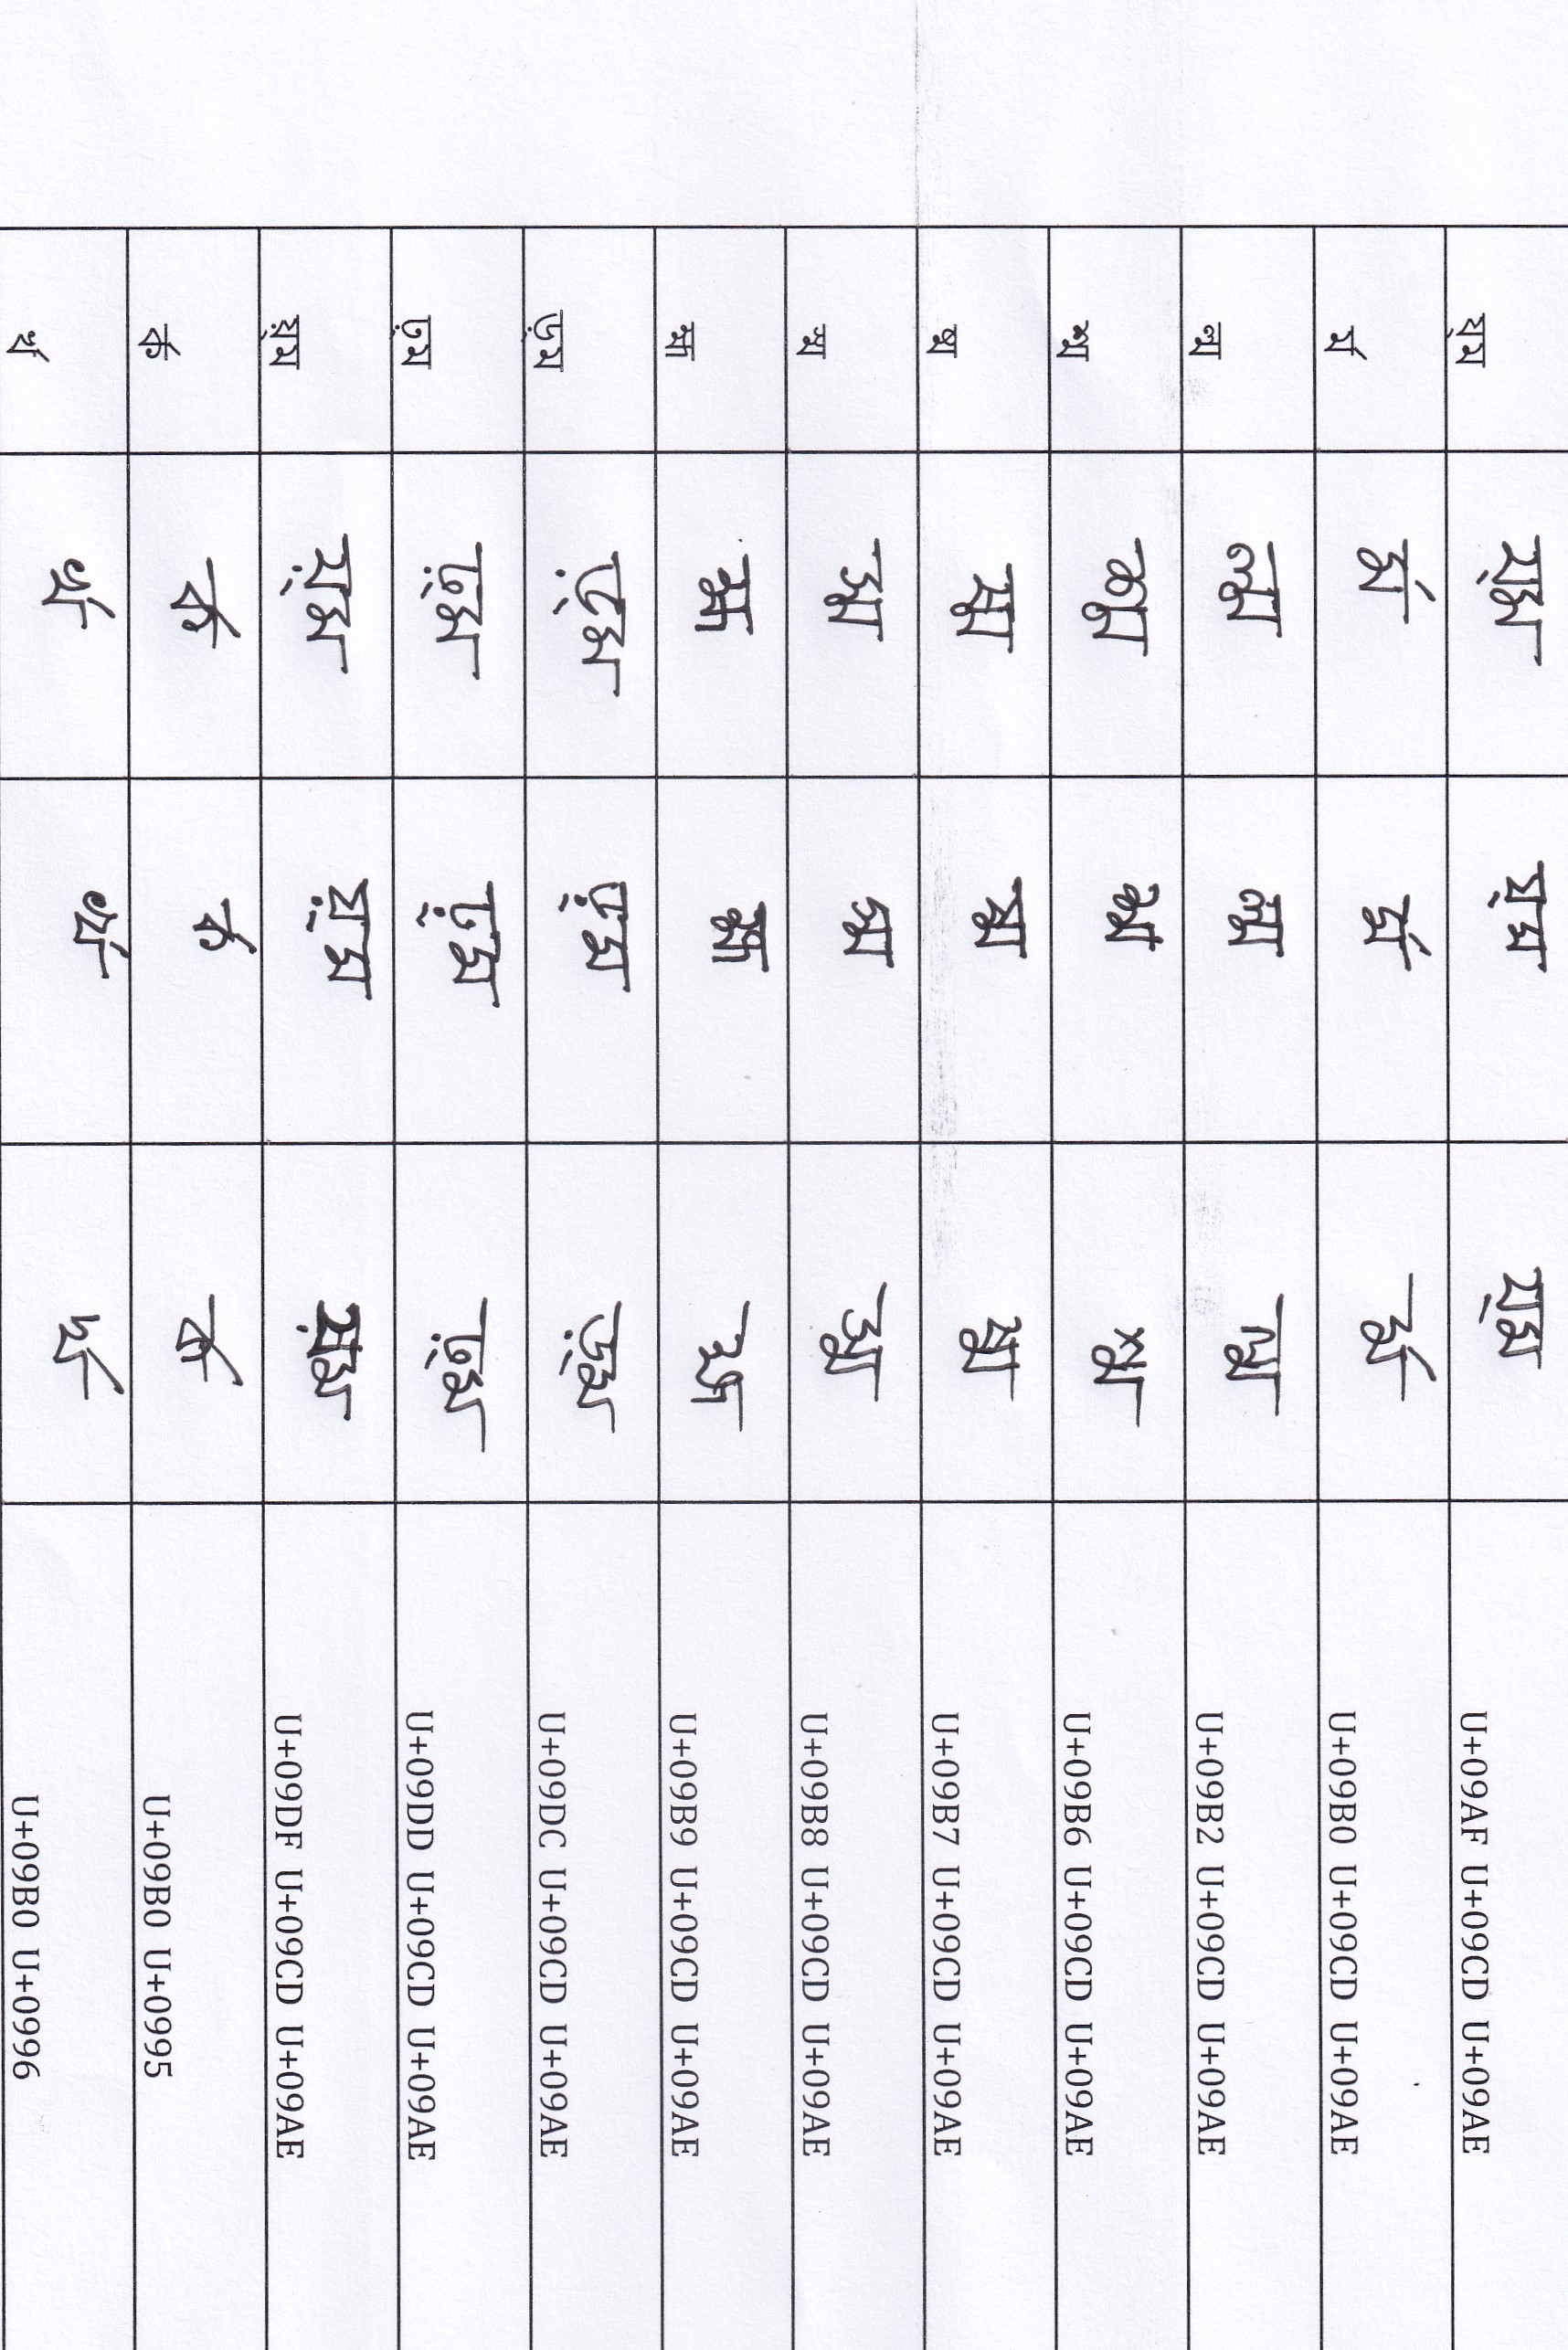 য্ম য্ম য্ম য্ম U+09AF U+09CD U+09AE
র্ম র্ম র্ম র্ম U+09B0 U+09CD U+09AE
ল্ম ল্ম ল্ম ল্ম U+09B2 U+09CD U+09AE
শ্ম শ্ম শ্ম শ্ম U+09B6 U+09CD U+09AE
ষ্ম ষ্ম ষ্ম ষ্ম U+09B7 U+09CD U+09AE
স্ম স্ম স্ম স্ম U+09B8 U+09CD U+09AE
হ্ম হ্ম হ্ম হ্ম U+09B9 U+09CD U+09AE
ড়্ম ড়্ম ড়্ম ড়্ম U+09DC U+09CD U+09AE
ঢ়্ম ঢ়্ম ঢ়্ম ঢ়্ম U+09DD U+09CD U+09AE
য়্ম য়্ম য়্ম য়্ম U+09DF U+09CD U+09AE
র্ক র্ক র্ক র্ক U+09B0 U+0995
র্খ র্খ র্খ র্খ U+09B0 U+0996